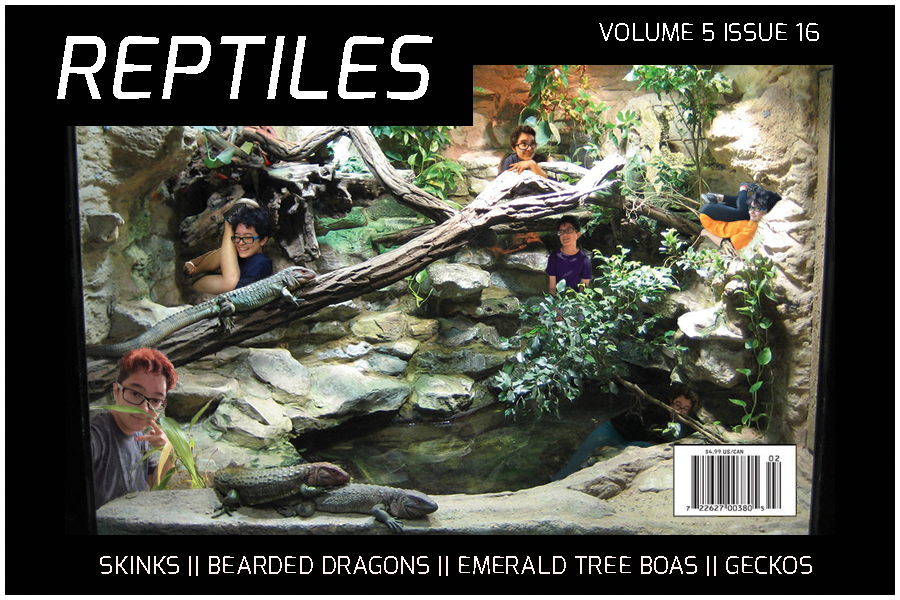 VOLUME 5 ISSUE 16
REPTILES
$4.99 US/CAN
02
7 22627 00380 5
SKINKS || BEARDED DRAGONS || EMERALD TREE BOAS || GECKOS